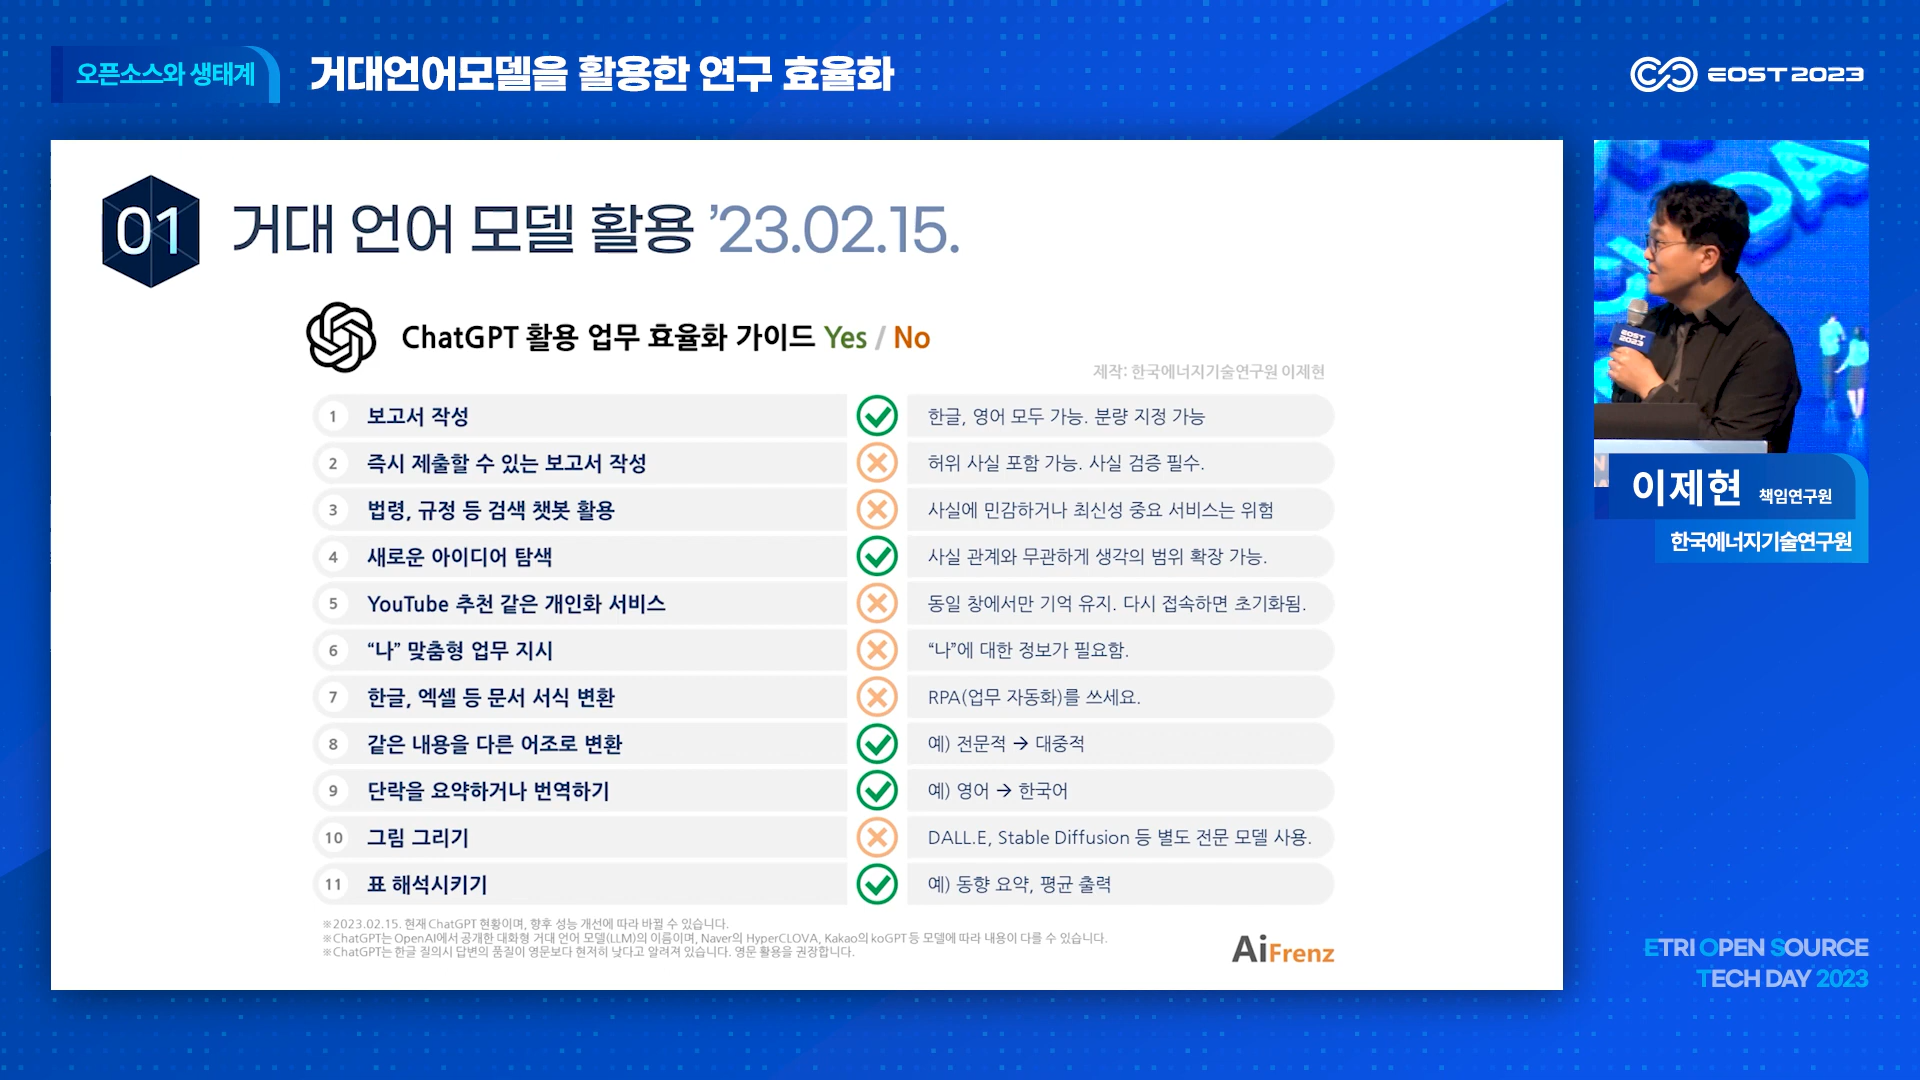 오픈소스와 생태계
거대언어모델을 활용한 연구 효율화
EOST 2023
01
거대 언어 모델 활용 ’23.02.15.
ChatGPT 활용 업무 효율화 가이드 Yes / No
제작: 한국에너지기술연구원 이제현
1 보고서 작성 한글, 영어 모두 가능. 분량 지정 가능
2 즉시 제출할 수 있는 보고서 작성 허위 사실 포함 가능. 사실 검증 필수.
3 법령, 규정 등 검색 챗봇 활용 사실에 민감하거나 최신성 중요 서비스는 위험
4 새로운 아이디어 탐색 사실 관계와 무관하게 생각의 범위 확장 가능.
5 YouTube 추천 같은 개인화 서비스 동일 창에서만 기억 유지. 다시 접속하면 초기화됨.
6 “나” 맞춤형 업무 지시 “나”에 대한 정보가 필요함.
7 한글, 엑셀 등 문서 서식 변환 RPA(업무 자동화)를 쓰세요.
8 같은 내용을 다른 어조로 변환 예) 전문적 → 대중적
9 단락을 요약하거나 번역하기 예) 영어 → 한국어
10 그림 그리기 DALL.E, Stable Diffusion 등 별도 전문 모델 사용.
11 표 해석시키기 예) 동향 요약, 평균 출력
※2023.02.15. 현재 ChatGPT 현황이며, 향후 성능 개선에 따라 바뀔 수 있습니다.
※ChatGPT는 OpenAI에서 공개한 대화형 거대 언어 모델(LLM)의 이름이며, Naver의 HyperCLOVA, Kakao의 koGPT 등 모델에 따라 내용이 다를 수 있습니다.
※ChatGPT는 한글 질의시 답변의 품질이 영문보다 현저히 낮다고 알려져 있습니다. 영문 활용을 권장합니다.
AiFrenz
EOST
2023
이제현 책임연구원
한국에너지기술연구원
ETRI OPEN SOURCE
TECH DAY 2023